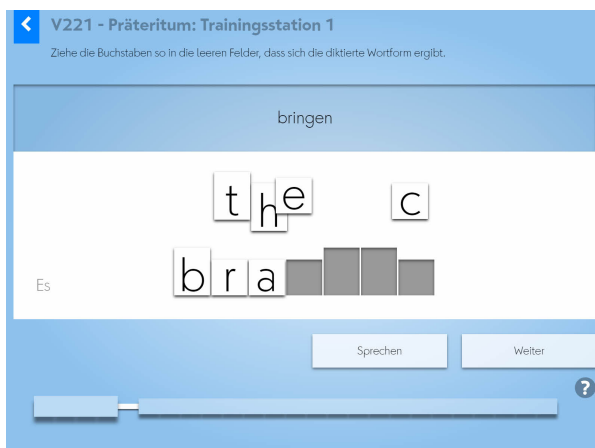 V221 - Präteritum: Trainingsstation 1
Ziehe die Buchstaben so in die leeren Felder, dass sich die diktierte Wortform ergibt.
bringen
t h e c
Es b r a
Sprechen Weiter
?